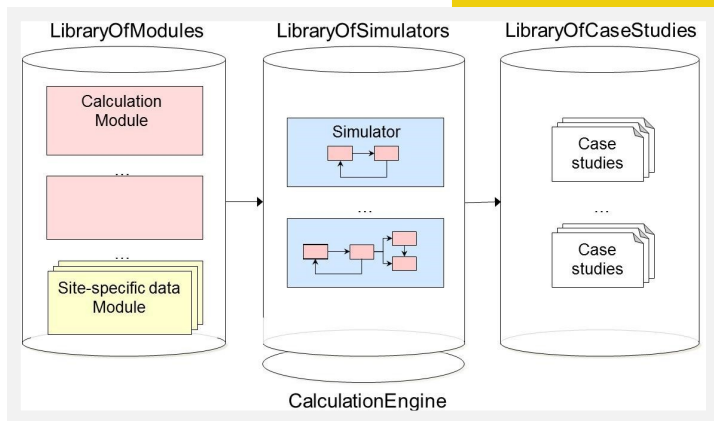 LibraryOfModules
LibraryOfSimulators
LibraryOfCaseStudies
Calculation
Module
...
...
Site-specific data
Module
Simulator
...
Case
studies
...
Case
studies
CalculationEngine